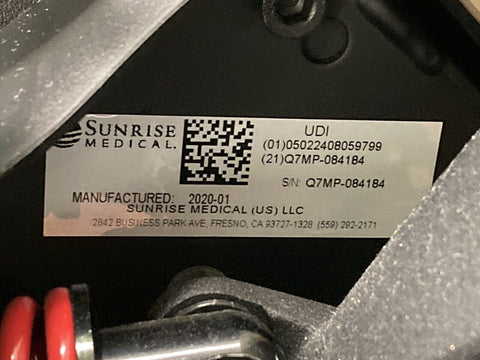 SUNRISE
MEDICAL.
UDI
(01)05022408059799
(21)Q7MP-084184
S/N: Q7MP-084184
MANUFACTURED: 2020-01
SUNRISE MEDICAL (US) LLC
2842 BUSINESS PARK AVE, FRESNO, CA 93727-1328 (559) 292-2171